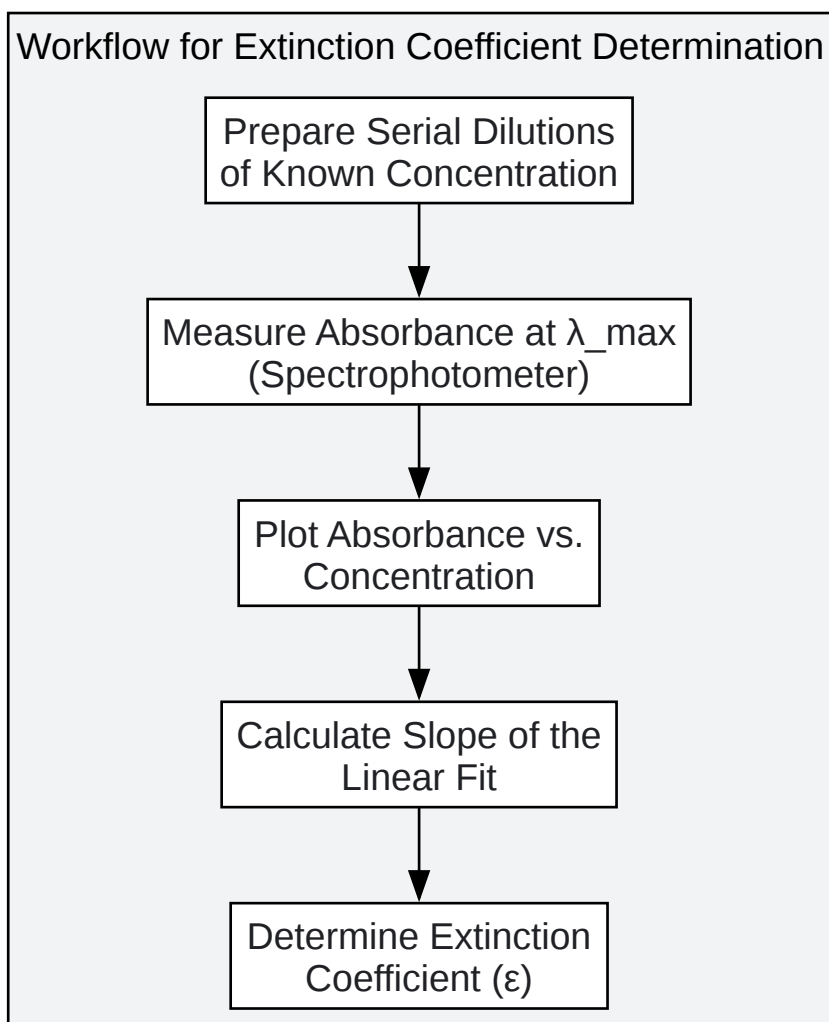 Workflow for Extinction Coefficient Determination
Prepare Serial Dilutions
of Known Concentration
Measure Absorbance at λ_max
(Spectrophotometer)
Plot Absorbance vs.
Concentration
Calculate Slope of the
Linear Fit
Determine Extinction
Coefficient (ε)